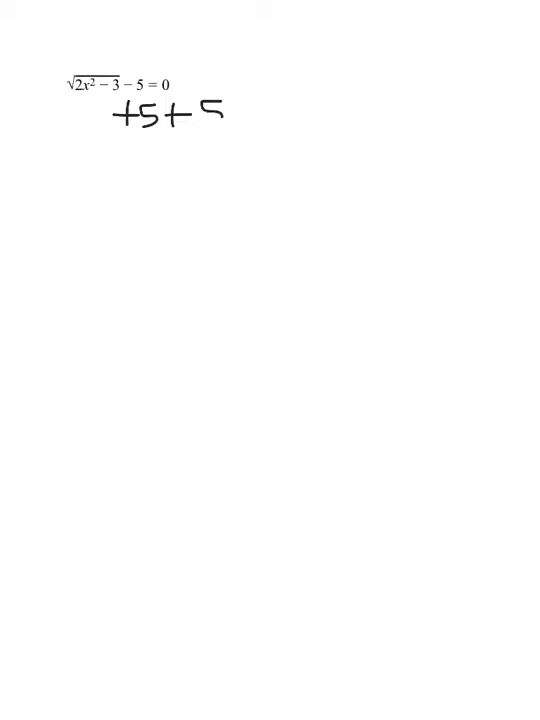 √2x² − 3 − 5 = 0
+5 + 5